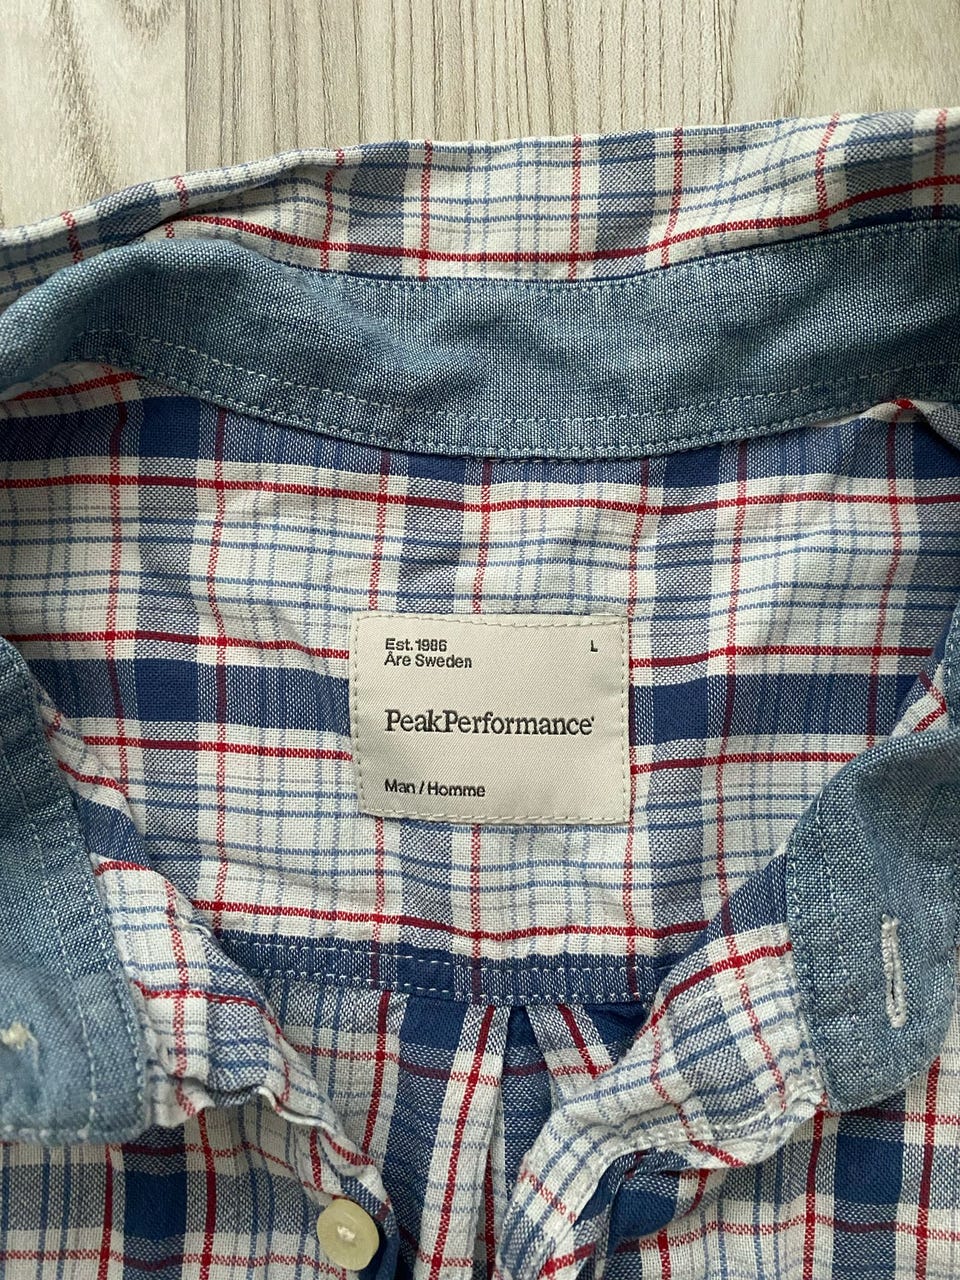 Est. 1986 L
Åre Sweden
PeakPerformance
Man / Homme